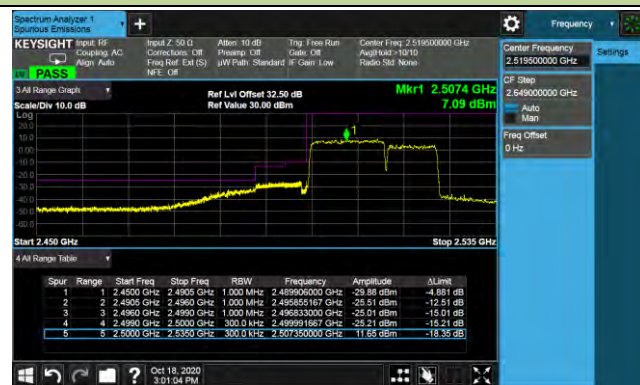 Spectrum Analyzer 1
Spurious Emissions
+
Frequency
KEYSIGHT
Input: RF
Coupling: AC
Align: Auto
Input Z: 50 Ω
Corrections: Off
Freq Ref: Ext (S)
NFE: Off
Atten: 10 dB
Preamp: Off
µW Path: Standard
Trig: Free Run
Gate: Off
IF Gain: Low
Center Freq: 2.519500000 GHz
Avg|Hold:>10/10
Radio Std: None
PASS
Center Frequency
2.519500000 GHz
Settings
CF Step
2.649000000 GHz
Auto
Man
Freq Offset
0 Hz
3 All Range Graph
Scale/Div 10.0 dB
Ref Lvl Offset 32.50 dB
Ref Value 30.00 dBm
Mkr1 2.5074 GHz
7.09 dBm
Log
20.0
10.0
0.00
-10.0
-20.0
-30.0
-40.0
-50.0
-60.0
1
Start 2.450 GHz
Stop 2.535 GHz
4 All Range Table
Spur Range Start Freq Stop Freq RBW Frequency Amplitude ΔLimit
1 1 2.4500 GHz 2.4905 GHz 1.000 MHz 2.489906000 GHz -29.88 dBm -4.881 dB
2 2 2.4905 GHz 2.4960 GHz 1.000 MHz 2.495855167 GHz -25.51 dBm -12.51 dB
3 3 2.4960 GHz 2.4990 GHz 1.000 MHz 2.496833000 GHz -25.01 dBm -15.01 dB
4 4 2.4990 GHz 2.5000 GHz 300.0 kHz 2.499991667 GHz -25.21 dBm -15.21 dB
5 5 2.5000 GHz 2.5350 GHz 300.0 kHz 2.507350000 GHz 11.65 dBm -18.35 dB
?
Oct 18, 2020
3:01:04 PM